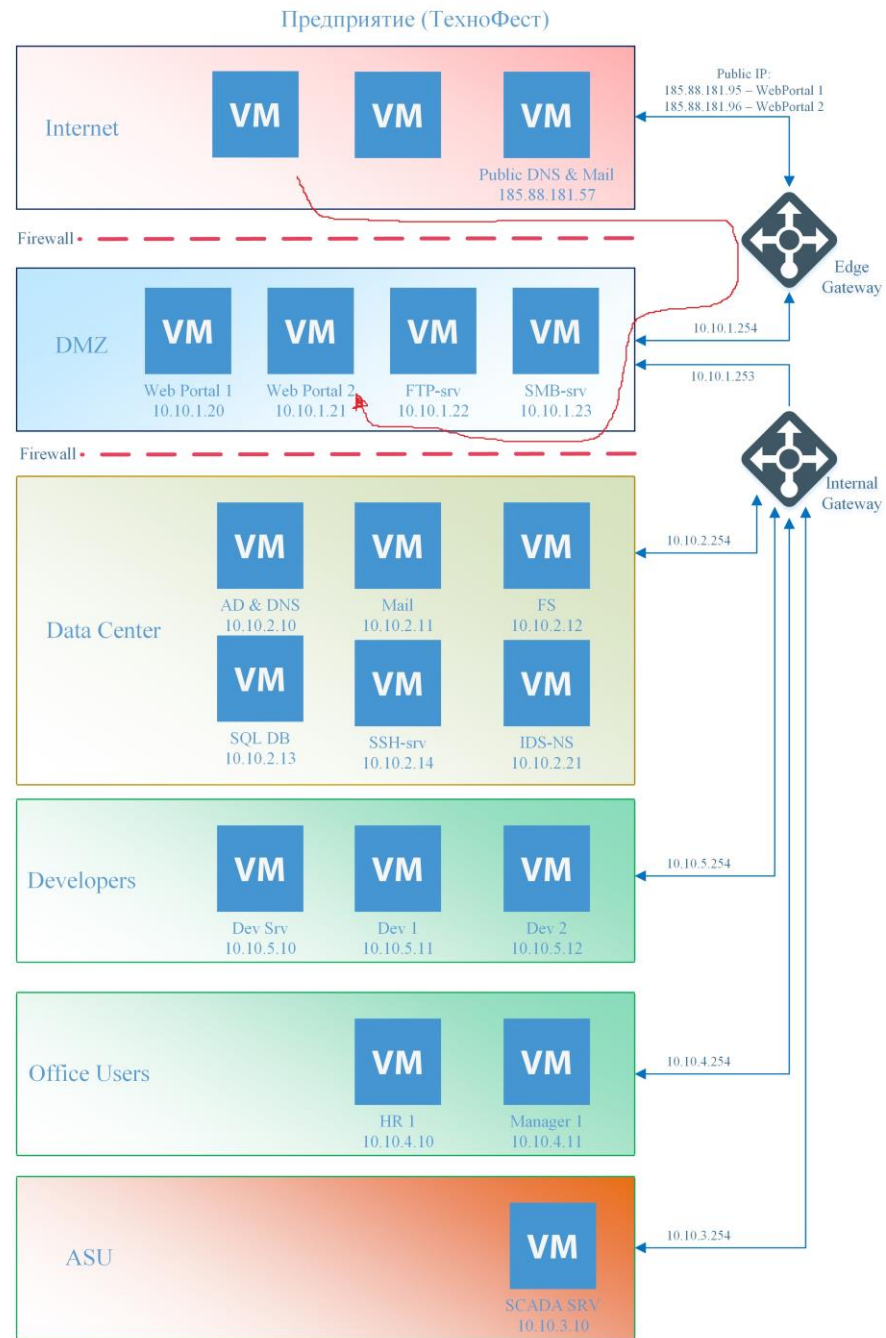 Предприятие (ТехноФест)
Internet
VM
VM
VM
Public DNS & Mail
185.88.181.57
Public IP:
185.88.181.95 – WebPortal 1
185.88.181.96 – WebPortal 2
Edge
Gateway
Firewall
DMZ
VM
VM
VM
VM
Web Portal 1
10.10.1.20
Web Portal 2
10.10.1.21
FTP-srv
10.10.1.22
SMB-srv
10.10.1.23
10.10.1.254
10.10.1.253
Firewall
Internal
Gateway
Data Center
VM
VM
VM
AD & DNS
10.10.2.10
Mail
10.10.2.11
FS
10.10.2.12
VM
VM
VM
SQL DB
10.10.2.13
SSH-srv
10.10.2.14
IDS-NS
10.10.2.21
10.10.2.254
Developers
VM
VM
VM
Dev Srv
10.10.5.10
Dev 1
10.10.5.11
Dev 2
10.10.5.12
10.10.5.254
Office Users
VM
VM
HR 1
10.10.4.10
Manager 1
10.10.4.11
10.10.4.254
ASU
VM
SCADA SRV
10.10.3.10
10.10.3.254